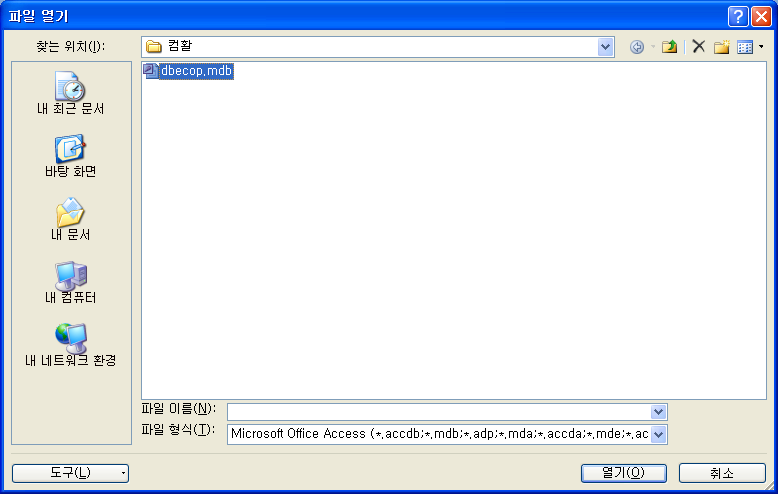 파일 열기
찾는 위치(I):
컴활
dbecop.mdb
내 최근 문서
바탕 화면
내 문서
내 컴퓨터
내 네트워크 환경
파일 이름(N):
파일 형식(T):
Microsoft Office Access (*.accdb;*.mdb;*.adp;*.mda;*.accda;*.mde;*.ac
도구(L)
열기(O)
취소